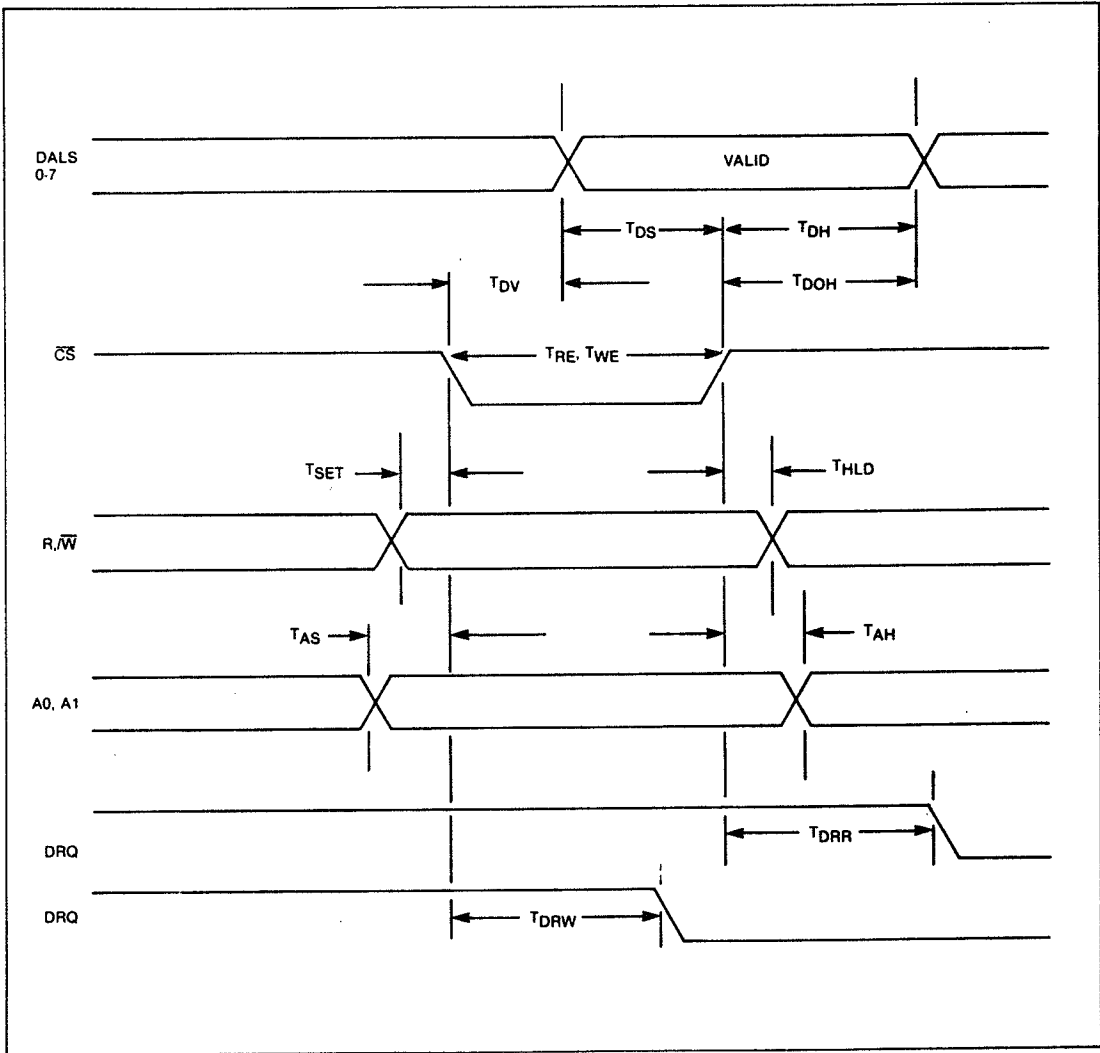 DALS
0-7
VALID
TDS
TDH
TDV
TDOH
CS
TRE, TWE
TSET
THLD
R,/W
TAS
TAH
A0, A1
TDRR
DRQ
DRQ
TDRW